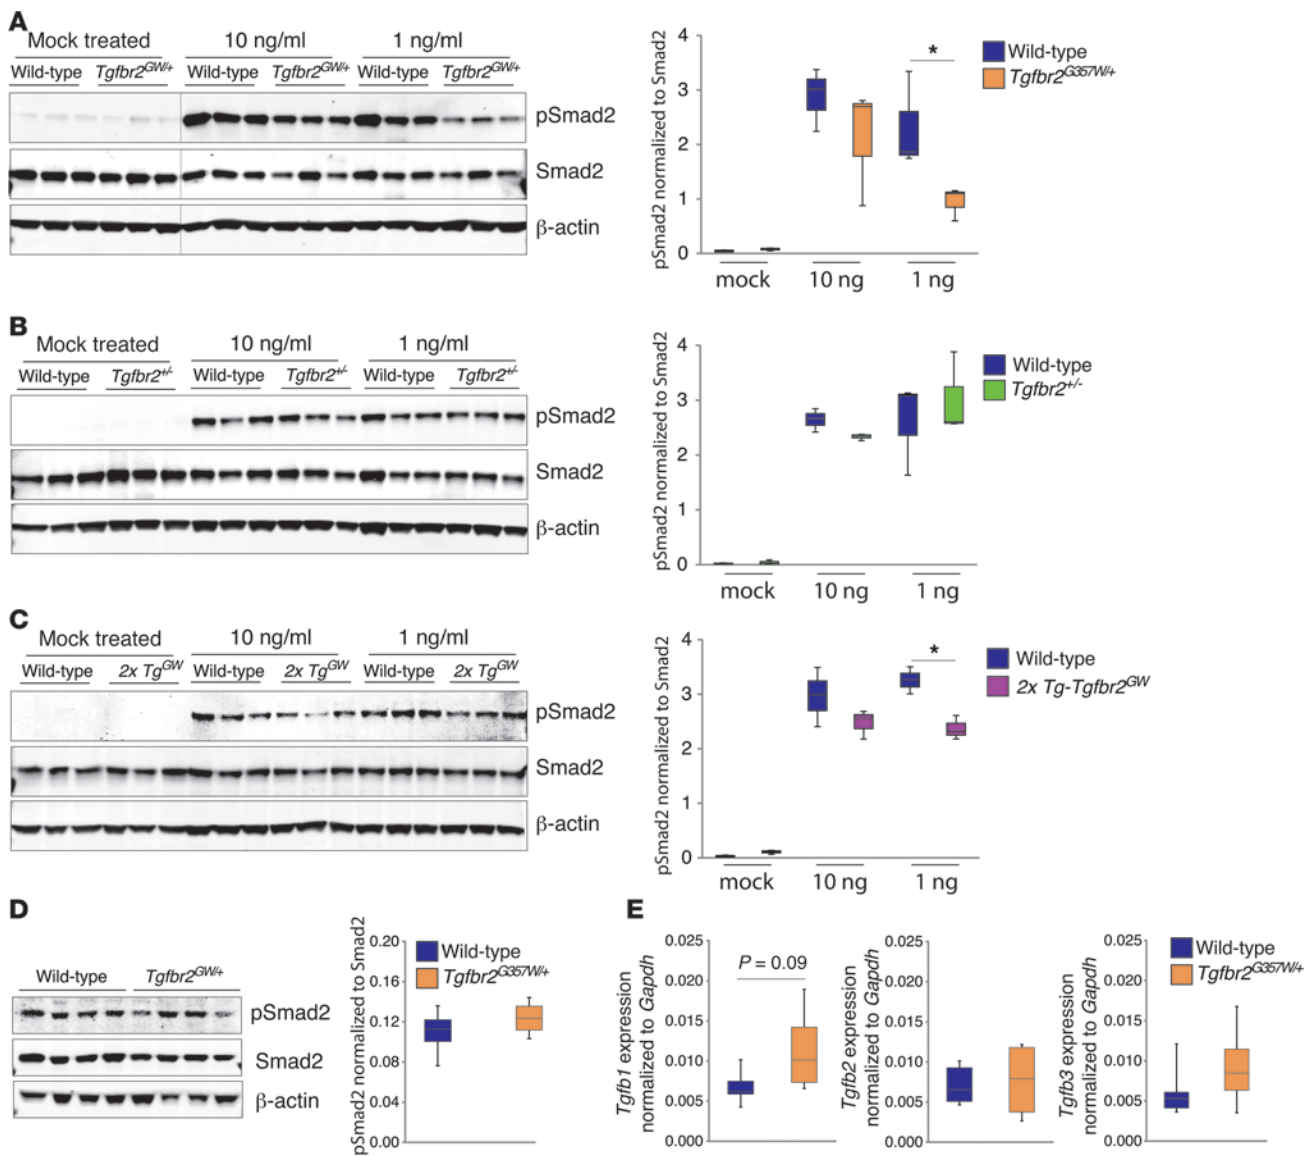 A
Mock treated 10 ng/ml 1 ng/ml
Wild-type Tgfbr2GW/+ Wild-type Tgfbr2GW/+ Wild-type Tgfbr2GW/+
pSmad2
Smad2
β-actin
pSmad2 normalized to Smad2
4
3
2
1
0
*
mock 10 ng 1 ng
Wild-type
Tgfbr2G357W/+
B
Mock treated 10 ng/ml 1 ng/ml
Wild-type Tgfbr2+/- Wild-type Tgfbr2+/- Wild-type Tgfbr2+/-
pSmad2
Smad2
β-actin
pSmad2 normalized to Smad2
4
3
2
1
0
mock 10 ng 1 ng
Wild-type
Tgfbr2+/-
C
Mock treated 10 ng/ml 1 ng/ml
Wild-type 2x TgGW Wild-type 2x TgGW Wild-type 2x TgGW
pSmad2
Smad2
β-actin
pSmad2 normalized to Smad2
4
3
2
1
0
*
mock 10 ng 1 ng
Wild-type
2x Tg-Tgfbr2GW
D
Wild-type Tgfbr2GW/+
pSmad2
Smad2
β-actin
pSmad2 normalized to Smad2
0.20
0.16
0.12
0.08
0.04
0.00
Wild-type
Tgfbr2G357W/+
E
Tgfb1 expression
normalized to Gapdh
0.025
0.020
0.015
0.010
0.005
0.000
P = 0.09
Tgfb2 expression
normalized to Gapdh
0.025
0.020
0.015
0.010
0.005
0.000
Tgfb3 expression
normalized to Gapdh
0.025
0.020
0.015
0.010
0.005
0.000
Wild-type
Tgfbr2G357W/+